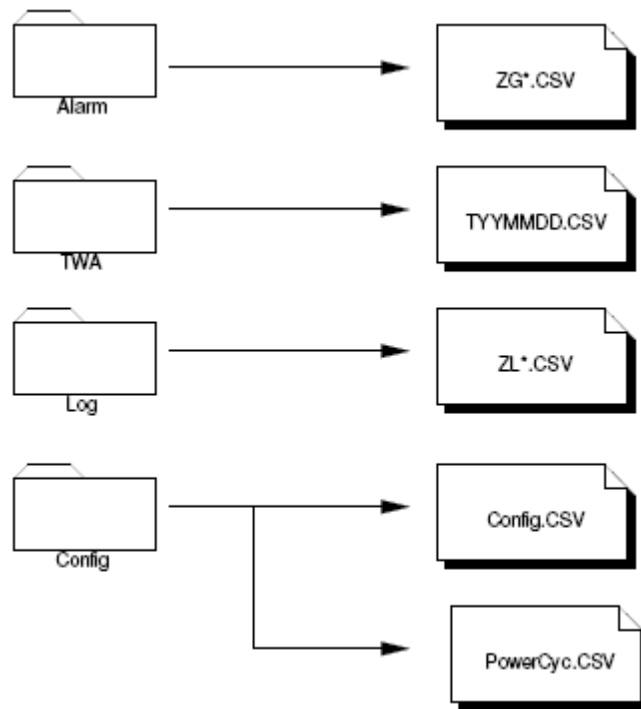 ZG*.CSV
Alarm
TYYMMDD.CSV
TWA
ZL*.CSV
Log
Config.CSV
Config
PowerCyc.CSV